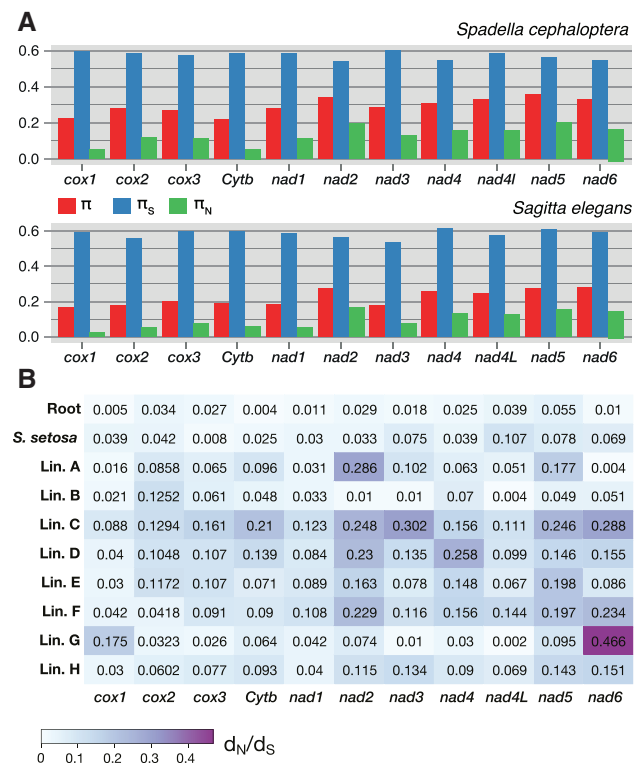 A
Spadella cephaloptera
0.6
0.4
0.2
0.0
cox1 cox2 cox3 Cytb nad1 nad2 nad3 nad4 nad4l nad5 nad6
π πS πN
Sagitta elegans
0.6
0.4
0.2
0.0
cox1 cox2 cox3 Cytb nad1 nad2 nad3 nad4 nad4L nad5 nad6
B
Root 0.005 0.034 0.027 0.004 0.011 0.029 0.018 0.025 0.039 0.055 0.01
S. setosa 0.039 0.042 0.008 0.025 0.03 0.033 0.075 0.039 0.107 0.078 0.069
Lin. A 0.016 0.0858 0.065 0.096 0.031 0.286 0.102 0.063 0.051 0.177 0.004
Lin. B 0.021 0.1252 0.061 0.048 0.033 0.01 0.01 0.07 0.004 0.049 0.051
Lin. C 0.088 0.1294 0.161 0.21 0.123 0.248 0.302 0.156 0.111 0.246 0.288
Lin. D 0.04 0.1048 0.107 0.139 0.084 0.23 0.135 0.258 0.099 0.146 0.155
Lin. E 0.03 0.1172 0.107 0.071 0.089 0.163 0.078 0.148 0.067 0.198 0.086
Lin. F 0.042 0.0418 0.091 0.09 0.108 0.229 0.116 0.156 0.144 0.197 0.234
Lin. G 0.175 0.0323 0.026 0.064 0.042 0.074 0.01 0.03 0.002 0.095 0.466
Lin. H 0.03 0.0602 0.077 0.093 0.04 0.115 0.134 0.09 0.069 0.143 0.151
cox1 cox2 cox3 Cytb nad1 nad2 nad3 nad4 nad4L nad5 nad6
0 0.1 0.2 0.3 0.4 dN/dS